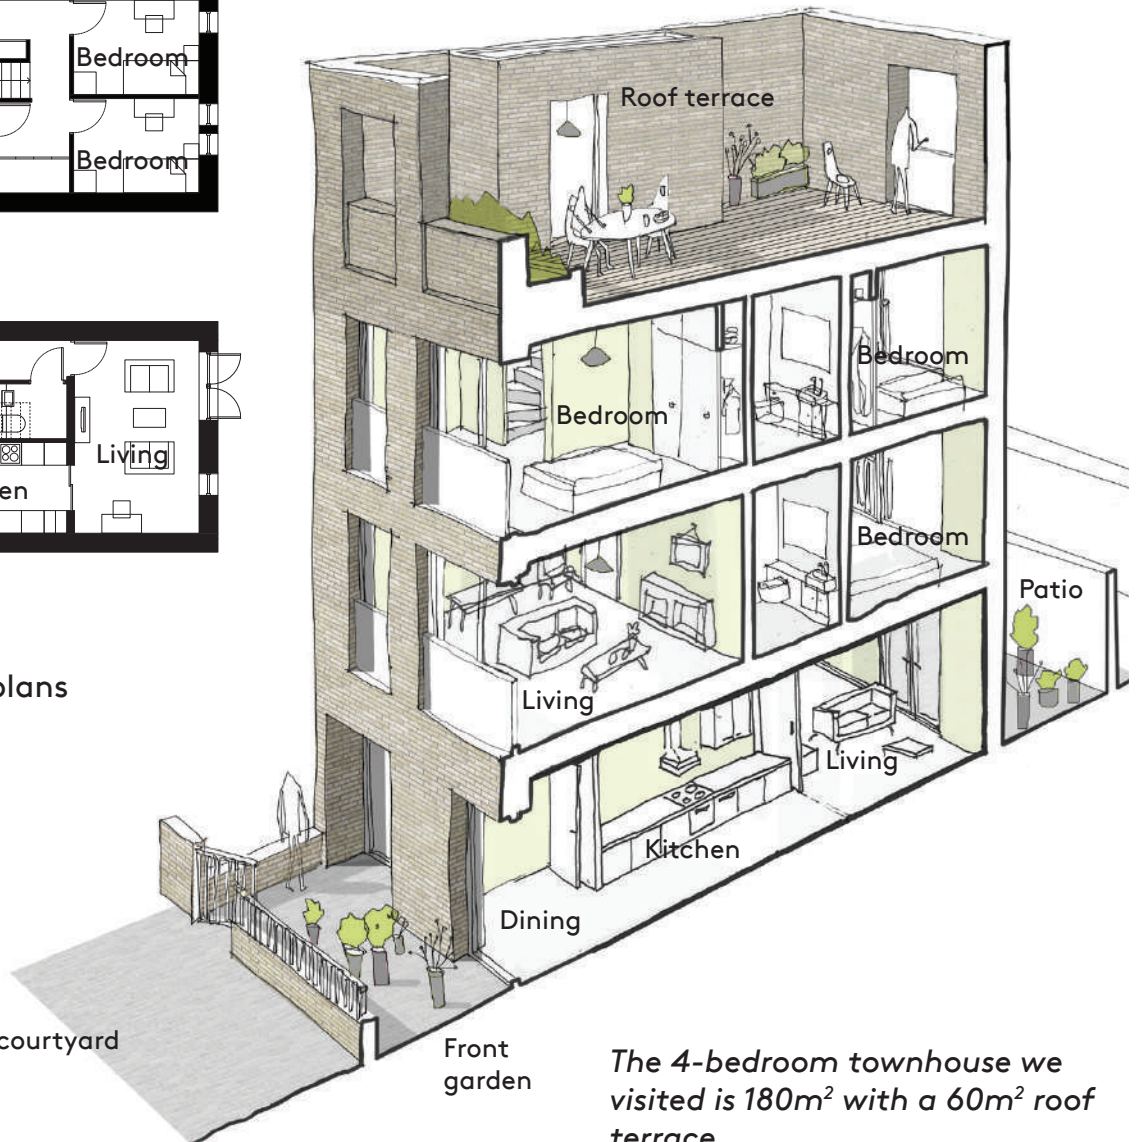 Bedroom
Bedroom
Living
en
plans
courtyard
Roof terrace
Bedroom
Bedroom
Bedroom
Living
Patio
Living
Kitchen
Dining
Front
garden
The 4-bedroom townhouse we
visited is 180m² with a 60m² roof
terrace